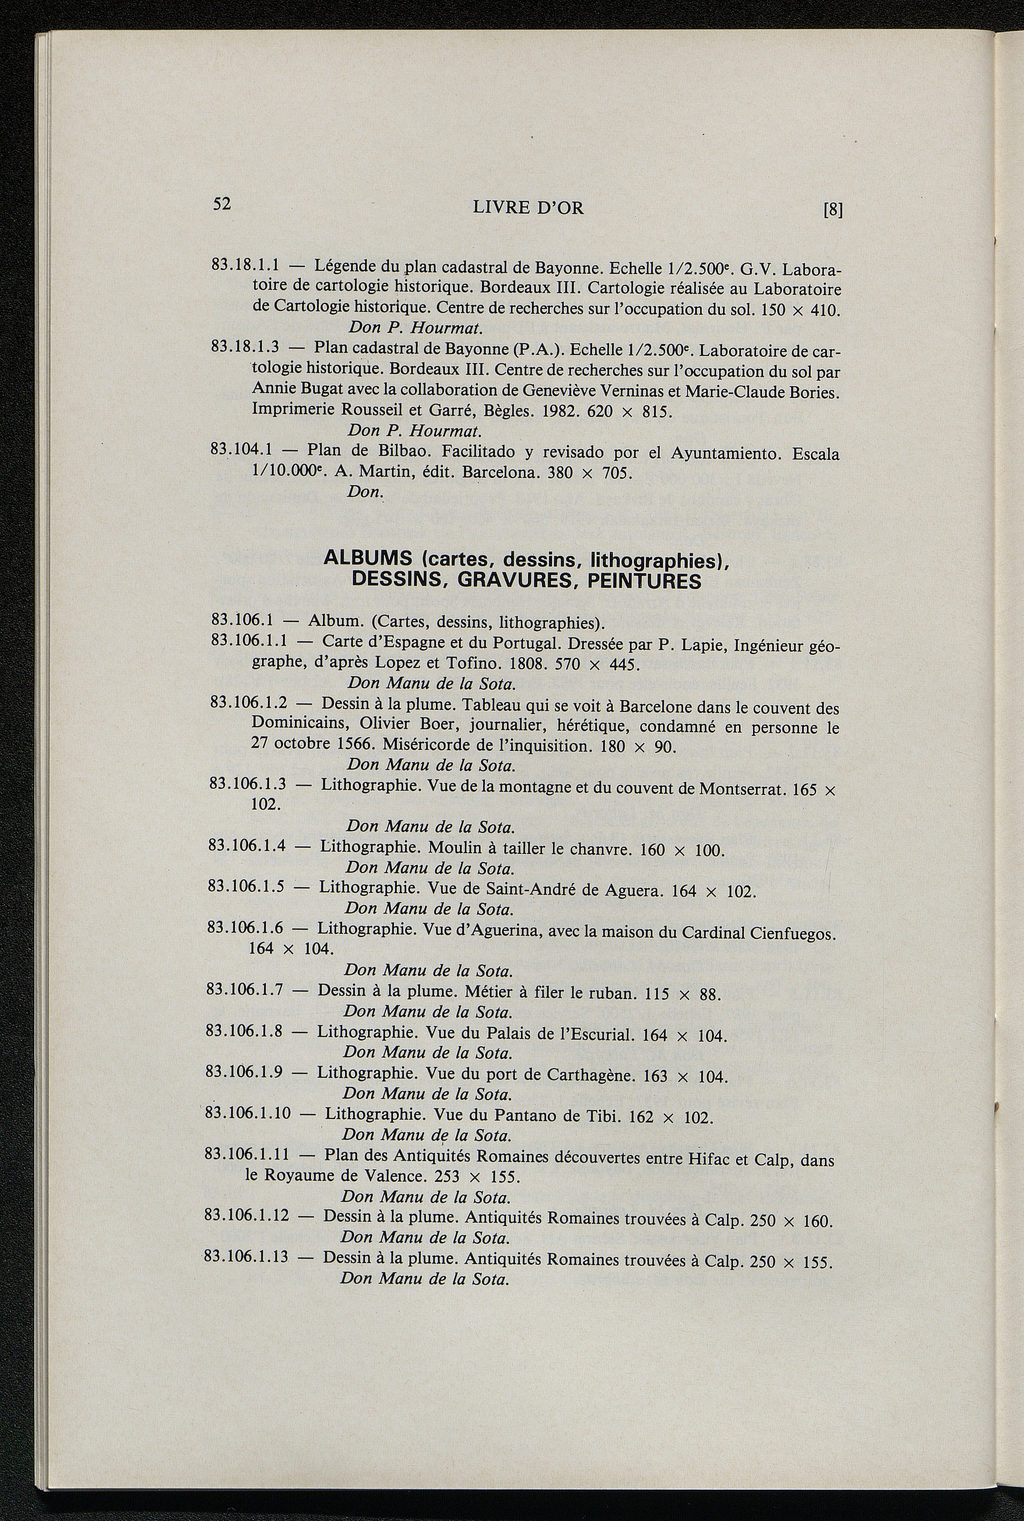 52
LIVRE D'OR
[8]
83.18.1.1 — Légende du plan cadastral de Bayonne. Echelle 1/2.500ᵉ. G.V. Labora-
toire de cartologie historique. Bordeaux III. Cartologie réalisée au Laboratoire
de Cartologie historique. Centre de recherches sur l'occupation du sol. 150 × 410.
Don P. Hourmat.
83.18.1.3 — Plan cadastral de Bayonne (P.A.). Echelle 1/2.500ᵉ. Laboratoire de car-
tologie historique. Bordeaux III. Centre de recherches sur l'occupation du sol par
Annie Bugat avec la collaboration de Geneviève Verninas et Marie-Claude Bories.
Imprimerie Rousseil et Garré, Bègles. 1982. 620 × 815.
Don P. Hourmat.
83.104.1 — Plan de Bilbao. Facilitado y revisado por el Ayuntamiento. Escala
1/10.000ᵉ. A. Martin, édit. Barcelona. 380 × 705.
Don.
ALBUMS (cartes, dessins, lithographies),
DESSINS, GRAVURES, PEINTURES
83.106.1 — Album. (Cartes, dessins, lithographies).
83.106.1.1 — Carte d'Espagne et du Portugal. Dressée par P. Lapie, Ingénieur géo-
graphe, d'après Lopez et Tofino. 1808. 570 × 445.
Don Manu de la Sota.
83.106.1.2 — Dessin à la plume. Tableau qui se voit à Barcelone dans le couvent des
Dominicains, Olivier Boer, journalier, hérétique, condamné en personne le
27 octobre 1566. Miséricorde de l'inquisition. 180 × 90.
Don Manu de la Sota.
83.106.1.3 — Lithographie. Vue de la montagne et du couvent de Montserrat. 165 ×
102.
Don Manu de la Sota.
83.106.1.4 — Lithographie. Moulin à tailler le chanvre. 160 × 100.
Don Manu de la Sota.
83.106.1.5 — Lithographie. Vue de Saint-André de Aguera. 164 × 102.
Don Manu de la Sota.
83.106.1.6 — Lithographie. Vue d'Aguerina, avec la maison du Cardinal Cienfuegos.
164 × 104.
Don Manu de la Sota.
83.106.1.7 — Dessin à la plume. Métier à filer le ruban. 115 × 88.
Don Manu de la Sota.
83.106.1.8 — Lithographie. Vue du Palais de l'Escurial. 164 × 104.
Don Manu de la Sota.
83.106.1.9 — Lithographie. Vue du port de Carthagène. 163 × 104.
Don Manu de la Sota.
83.106.1.10 — Lithographie. Vue du Pantano de Tibi. 162 × 102.
Don Manu de la Sota.
83.106.1.11 — Plan des Antiquités Romaines découvertes entre Hifac et Calp, dans
le Royaume de Valence. 253 × 155.
Don Manu de la Sota.
83.106.1.12 — Dessin à la plume. Antiquités Romaines trouvées à Calp. 250 × 160.
Don Manu de la Sota.
83.106.1.13 — Dessin à la plume. Antiquités Romaines trouvées à Calp. 250 × 155.
Don Manu de la Sota.